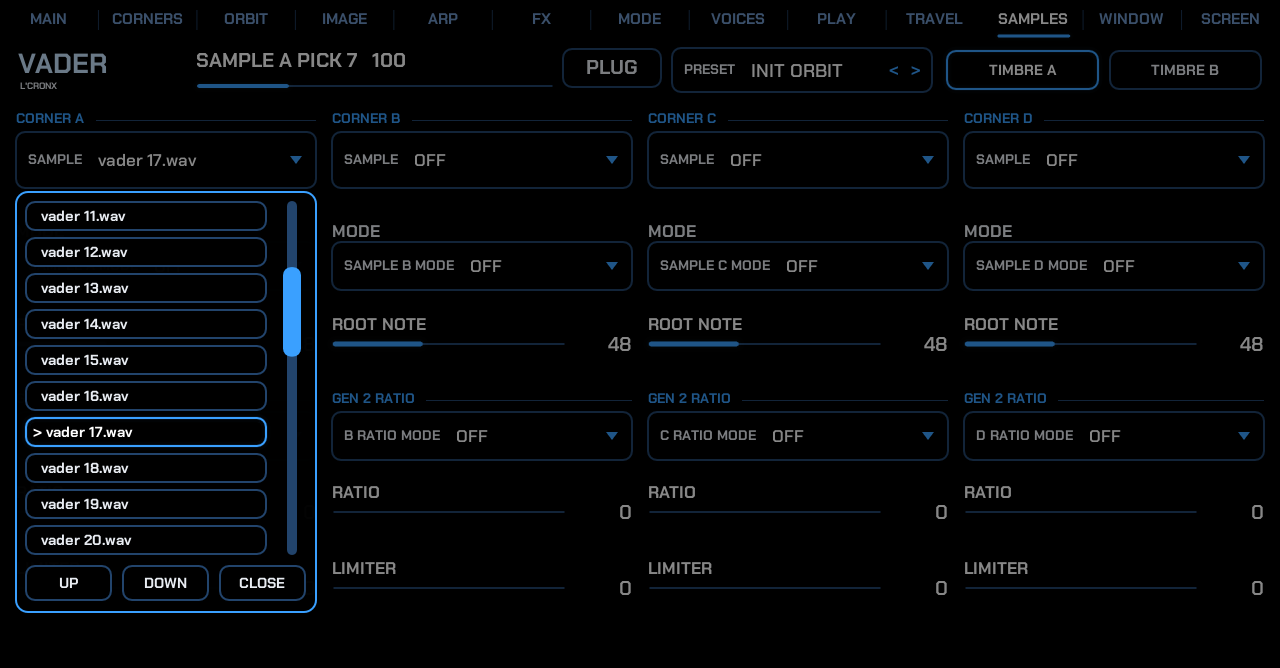 MAIN CORNERS ORBIT IMAGE ARP FX MODE VOICES PLAY TRAVEL SAMPLES WINDOW SCREEN
VADER
L'CRONX
SAMPLE A PICK 7 100
PLUG
PRESET INIT ORBIT < >
TIMBRE A
TIMBRE B
CORNER A
SAMPLE vader 17.wav
vader 11.wav
vader 12.wav
vader 13.wav
vader 14.wav
vader 15.wav
vader 16.wav
> vader 17.wav
vader 18.wav
vader 19.wav
vader 20.wav
UP DOWN CLOSE
CORNER B
SAMPLE OFF
MODE
SAMPLE B MODE OFF
ROOT NOTE
48
GEN 2 RATIO
B RATIO MODE OFF
RATIO
0
LIMITER
0
CORNER C
SAMPLE OFF
MODE
SAMPLE C MODE OFF
ROOT NOTE
48
GEN 2 RATIO
C RATIO MODE OFF
RATIO
0
LIMITER
0
CORNER D
SAMPLE OFF
MODE
SAMPLE D MODE OFF
ROOT NOTE
48
GEN 2 RATIO
D RATIO MODE OFF
RATIO
0
LIMITER
0